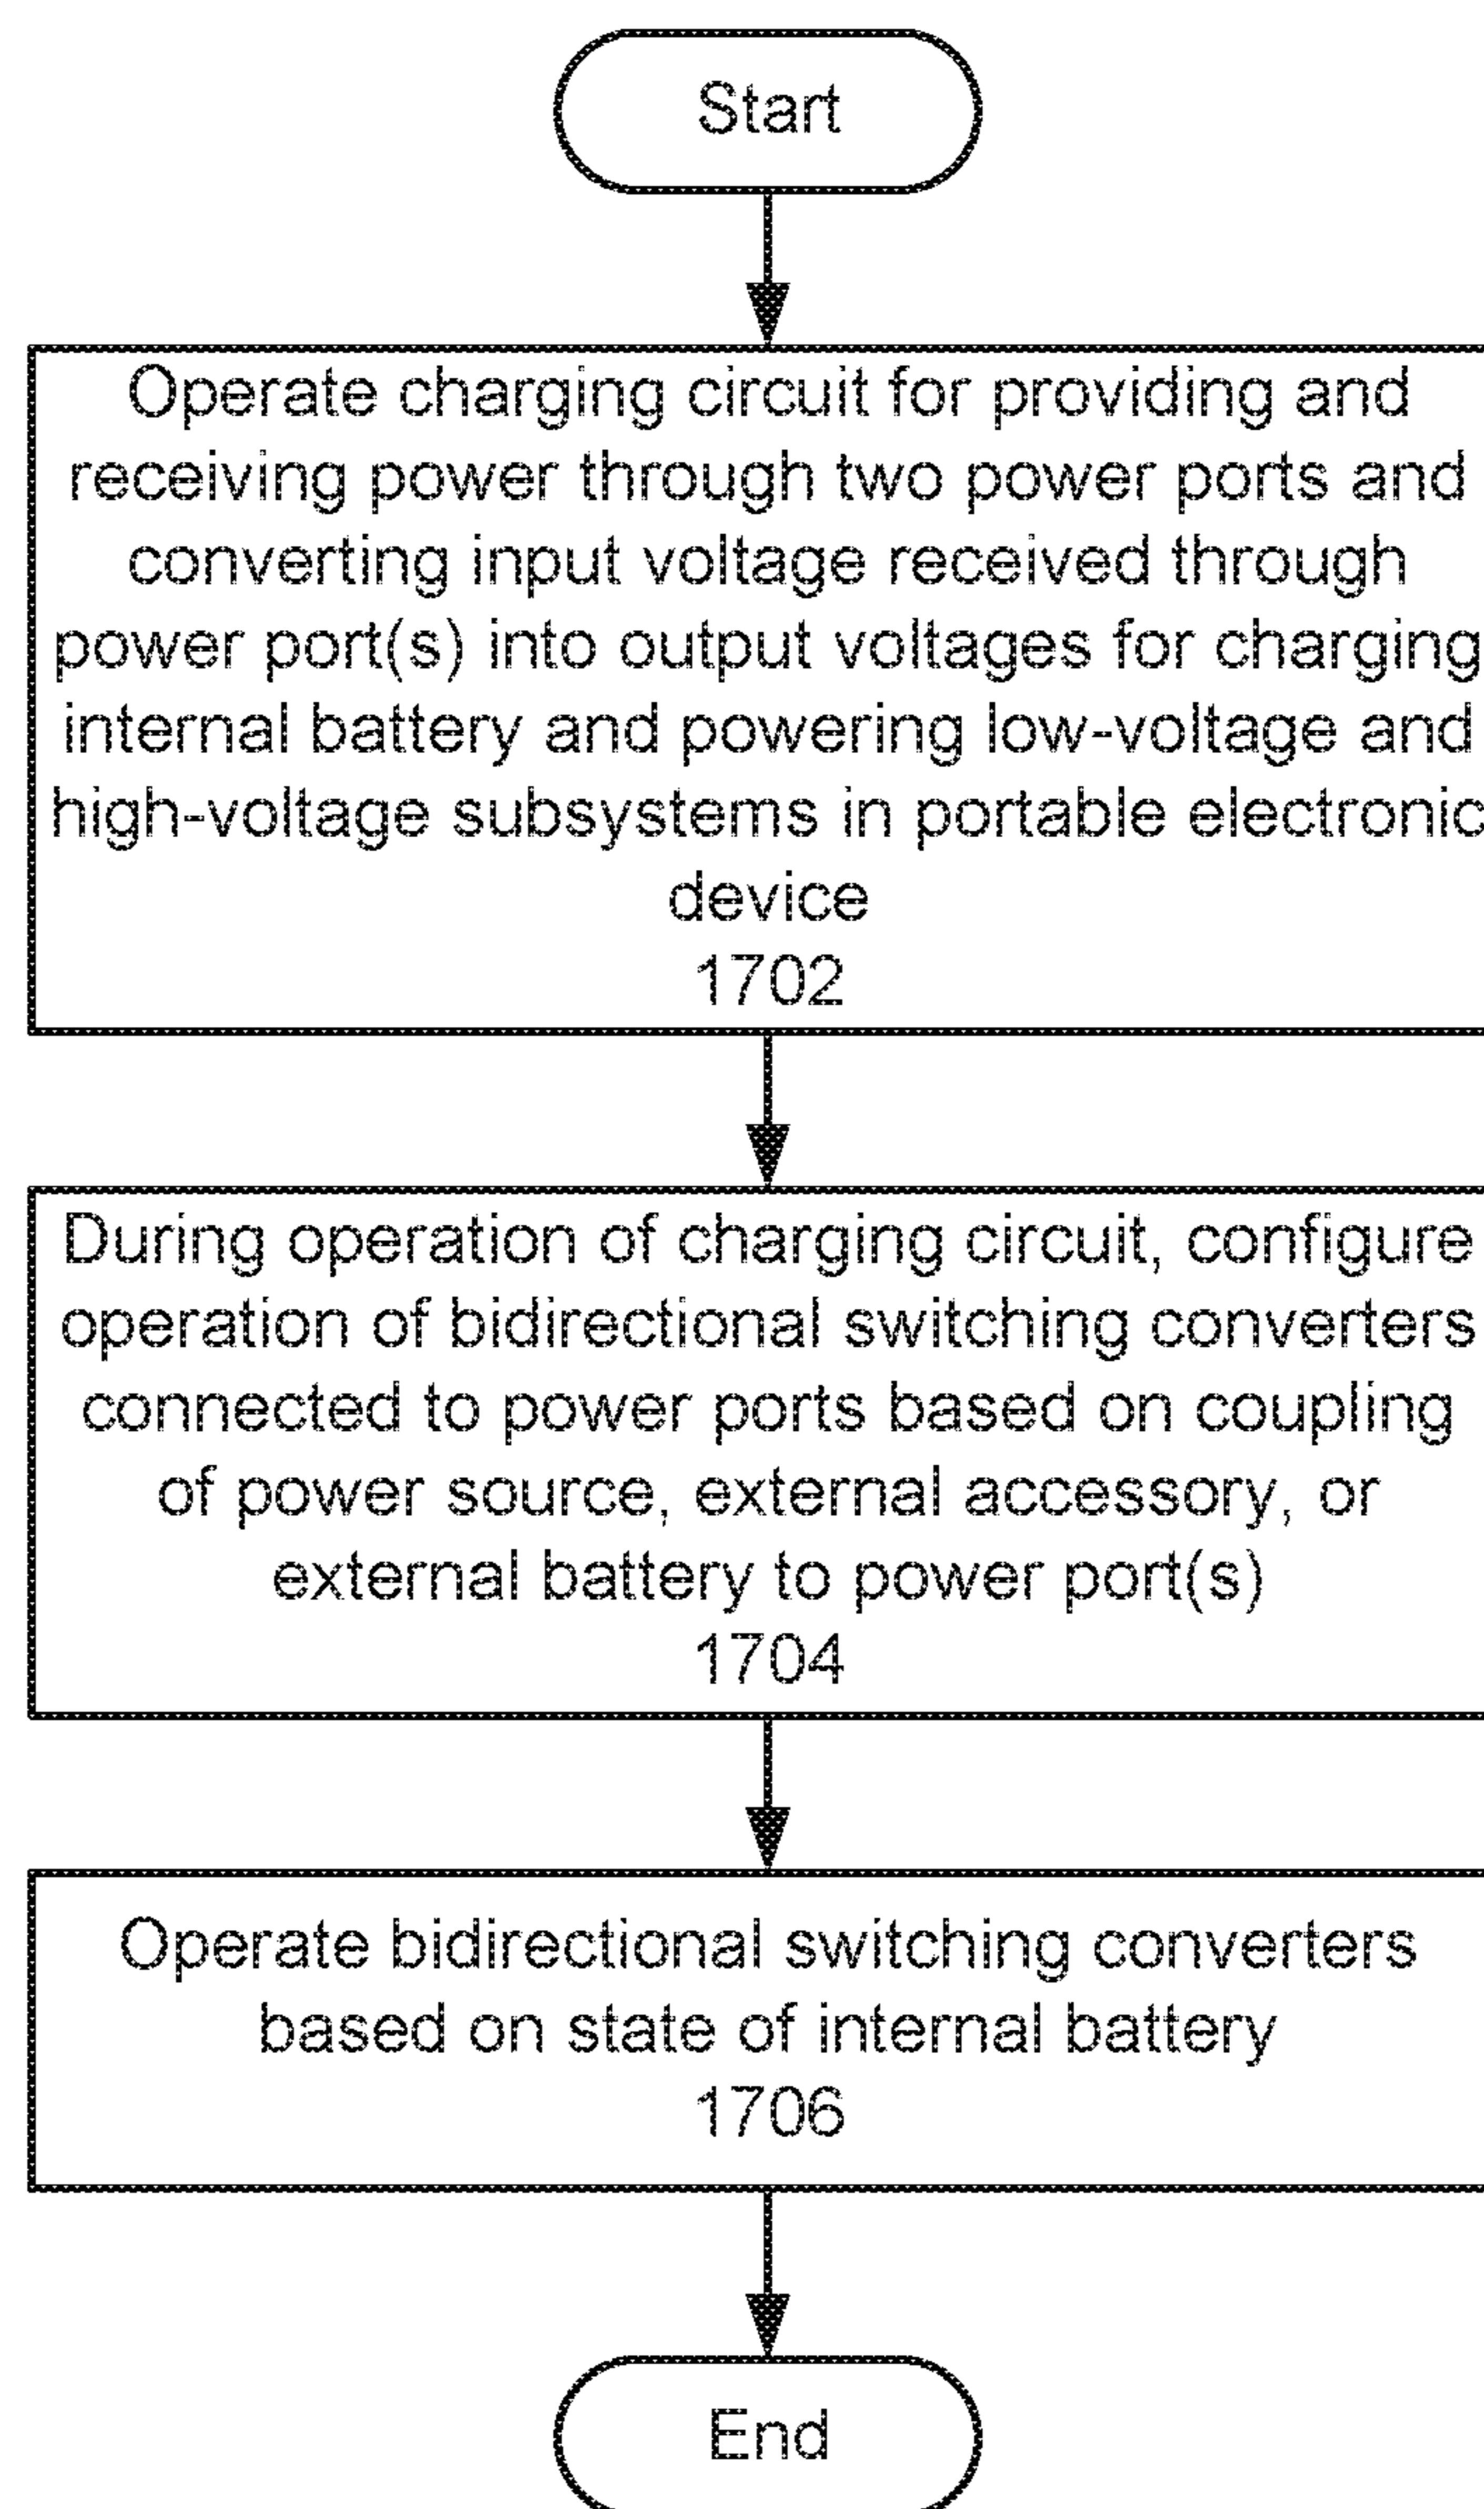 Start
Operate charging circuit for providing and
receiving power through two power ports and
converting input voltage received through
power port(s) into output voltages for charging
internal battery and powering low-voltage and
high-voltage subsystems in portable electronic
device
1702
During operation of charging circuit, configure
operation of bidirectional switching converters
connected to power ports based on coupling
of power source, external accessory, or
external battery to power port(s)
1704
Operate bidirectional switching converters
based on state of internal battery
1706
End